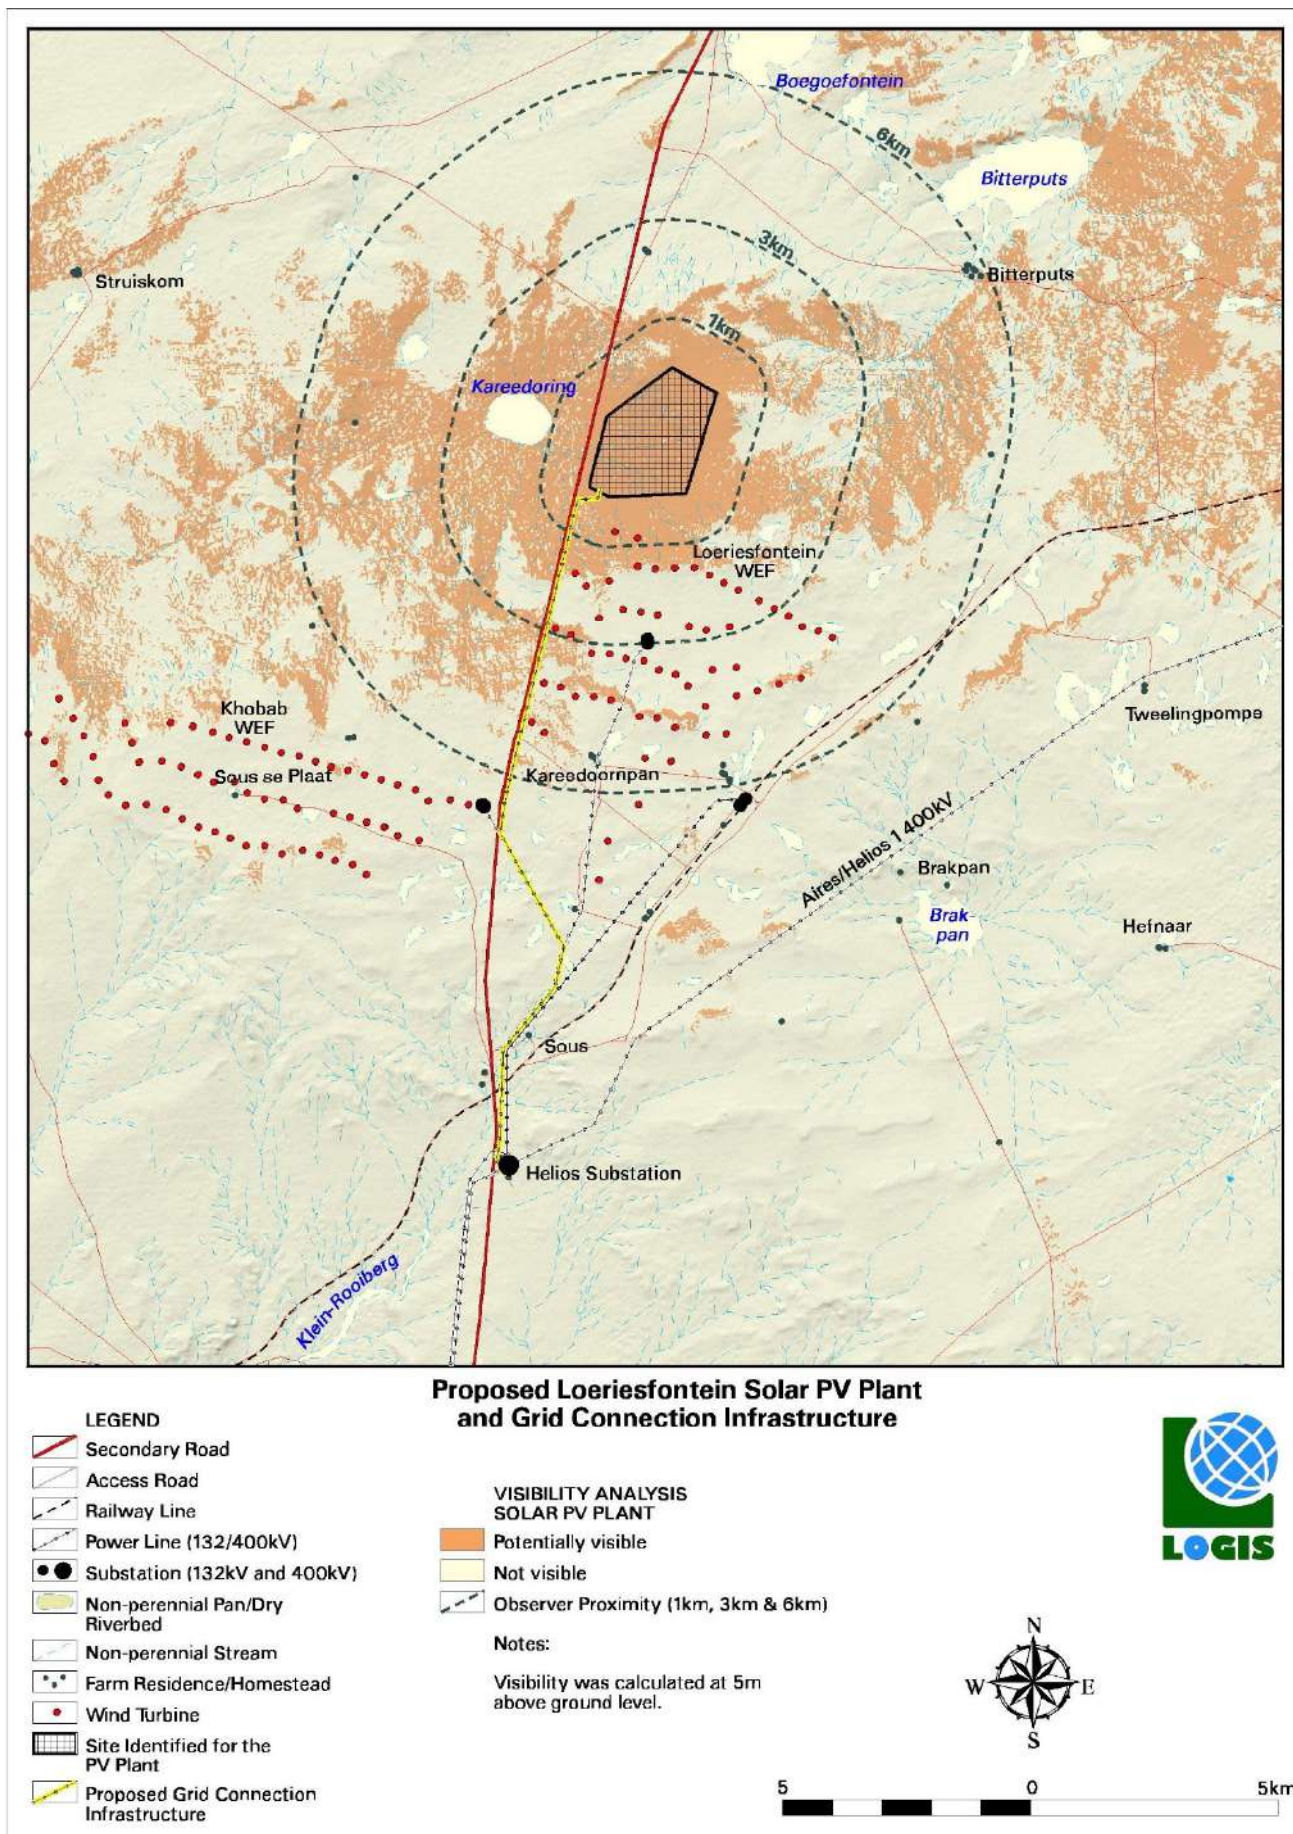 Boegoefontein
6km
Bitterputs
3km
Struiskom
Bitterputs
1km
Kareedoring
Loeriesfontein
WEF
Khobab
WEF
Tweelingpompe
Sous se Plaat
Kareedoornpan
Aires/Helios 1 400kV
Brakpan
Brak-
pan
Hefnaar
Sous
Helios Substation
Klein-Rooiberg
Proposed Loeriesfontein Solar PV Plant
and Grid Connection Infrastructure
LEGEND
Secondary Road
Access Road
Railway Line
Power Line (132/400kV)
Substation (132kV and 400kV)
Non-perennial Pan/Dry
Riverbed
Non-perennial Stream
Farm Residence/Homestead
Wind Turbine
Site Identified for the
PV Plant
Proposed Grid Connection
Infrastructure
VISIBILITY ANALYSIS
SOLAR PV PLANT
Potentially visible
Not visible
Observer Proximity (1km, 3km & 6km)
Notes:
Visibility was calculated at 5m
above ground level.
LOGIS
N
W E
S
5 0 5km